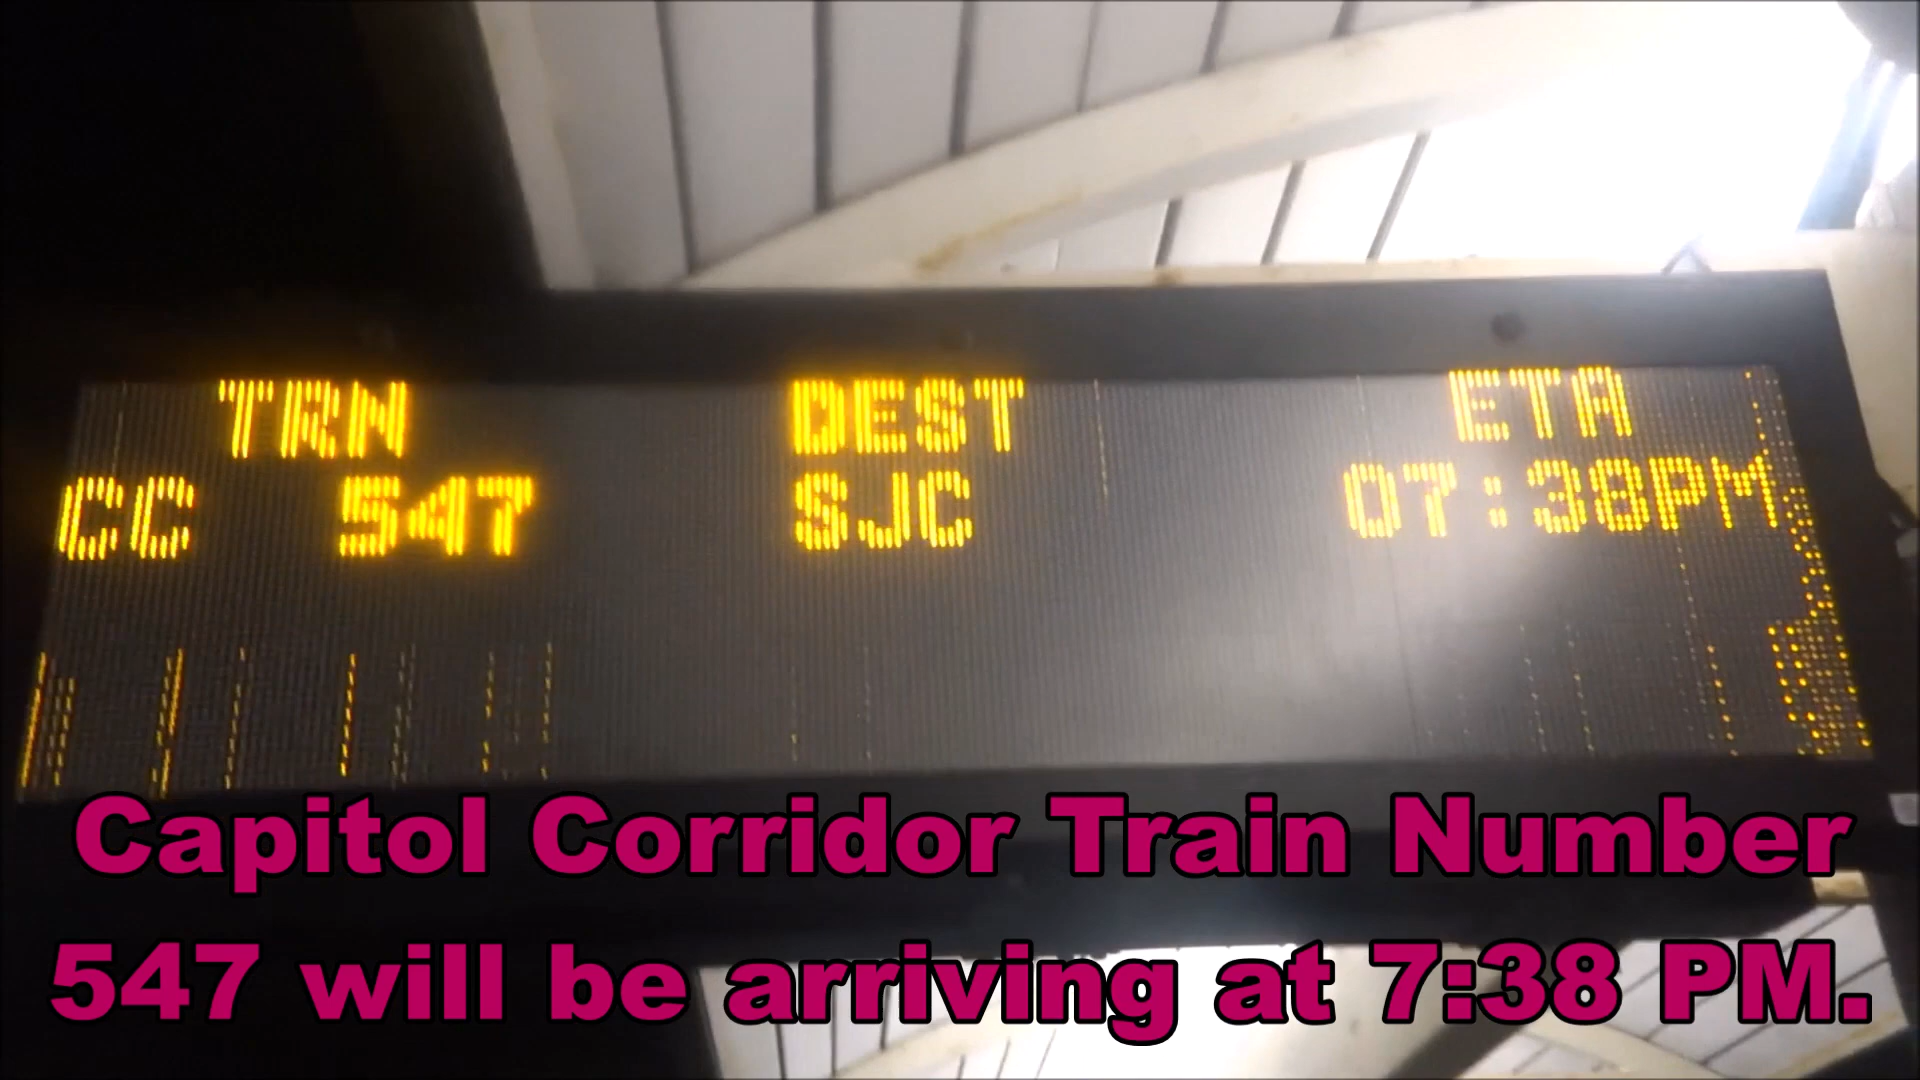 TRN DEST ETA
CC 547 SJC 07:38PM
Capitol Corridor Train Number
547 will be arriving at 7:38 PM.